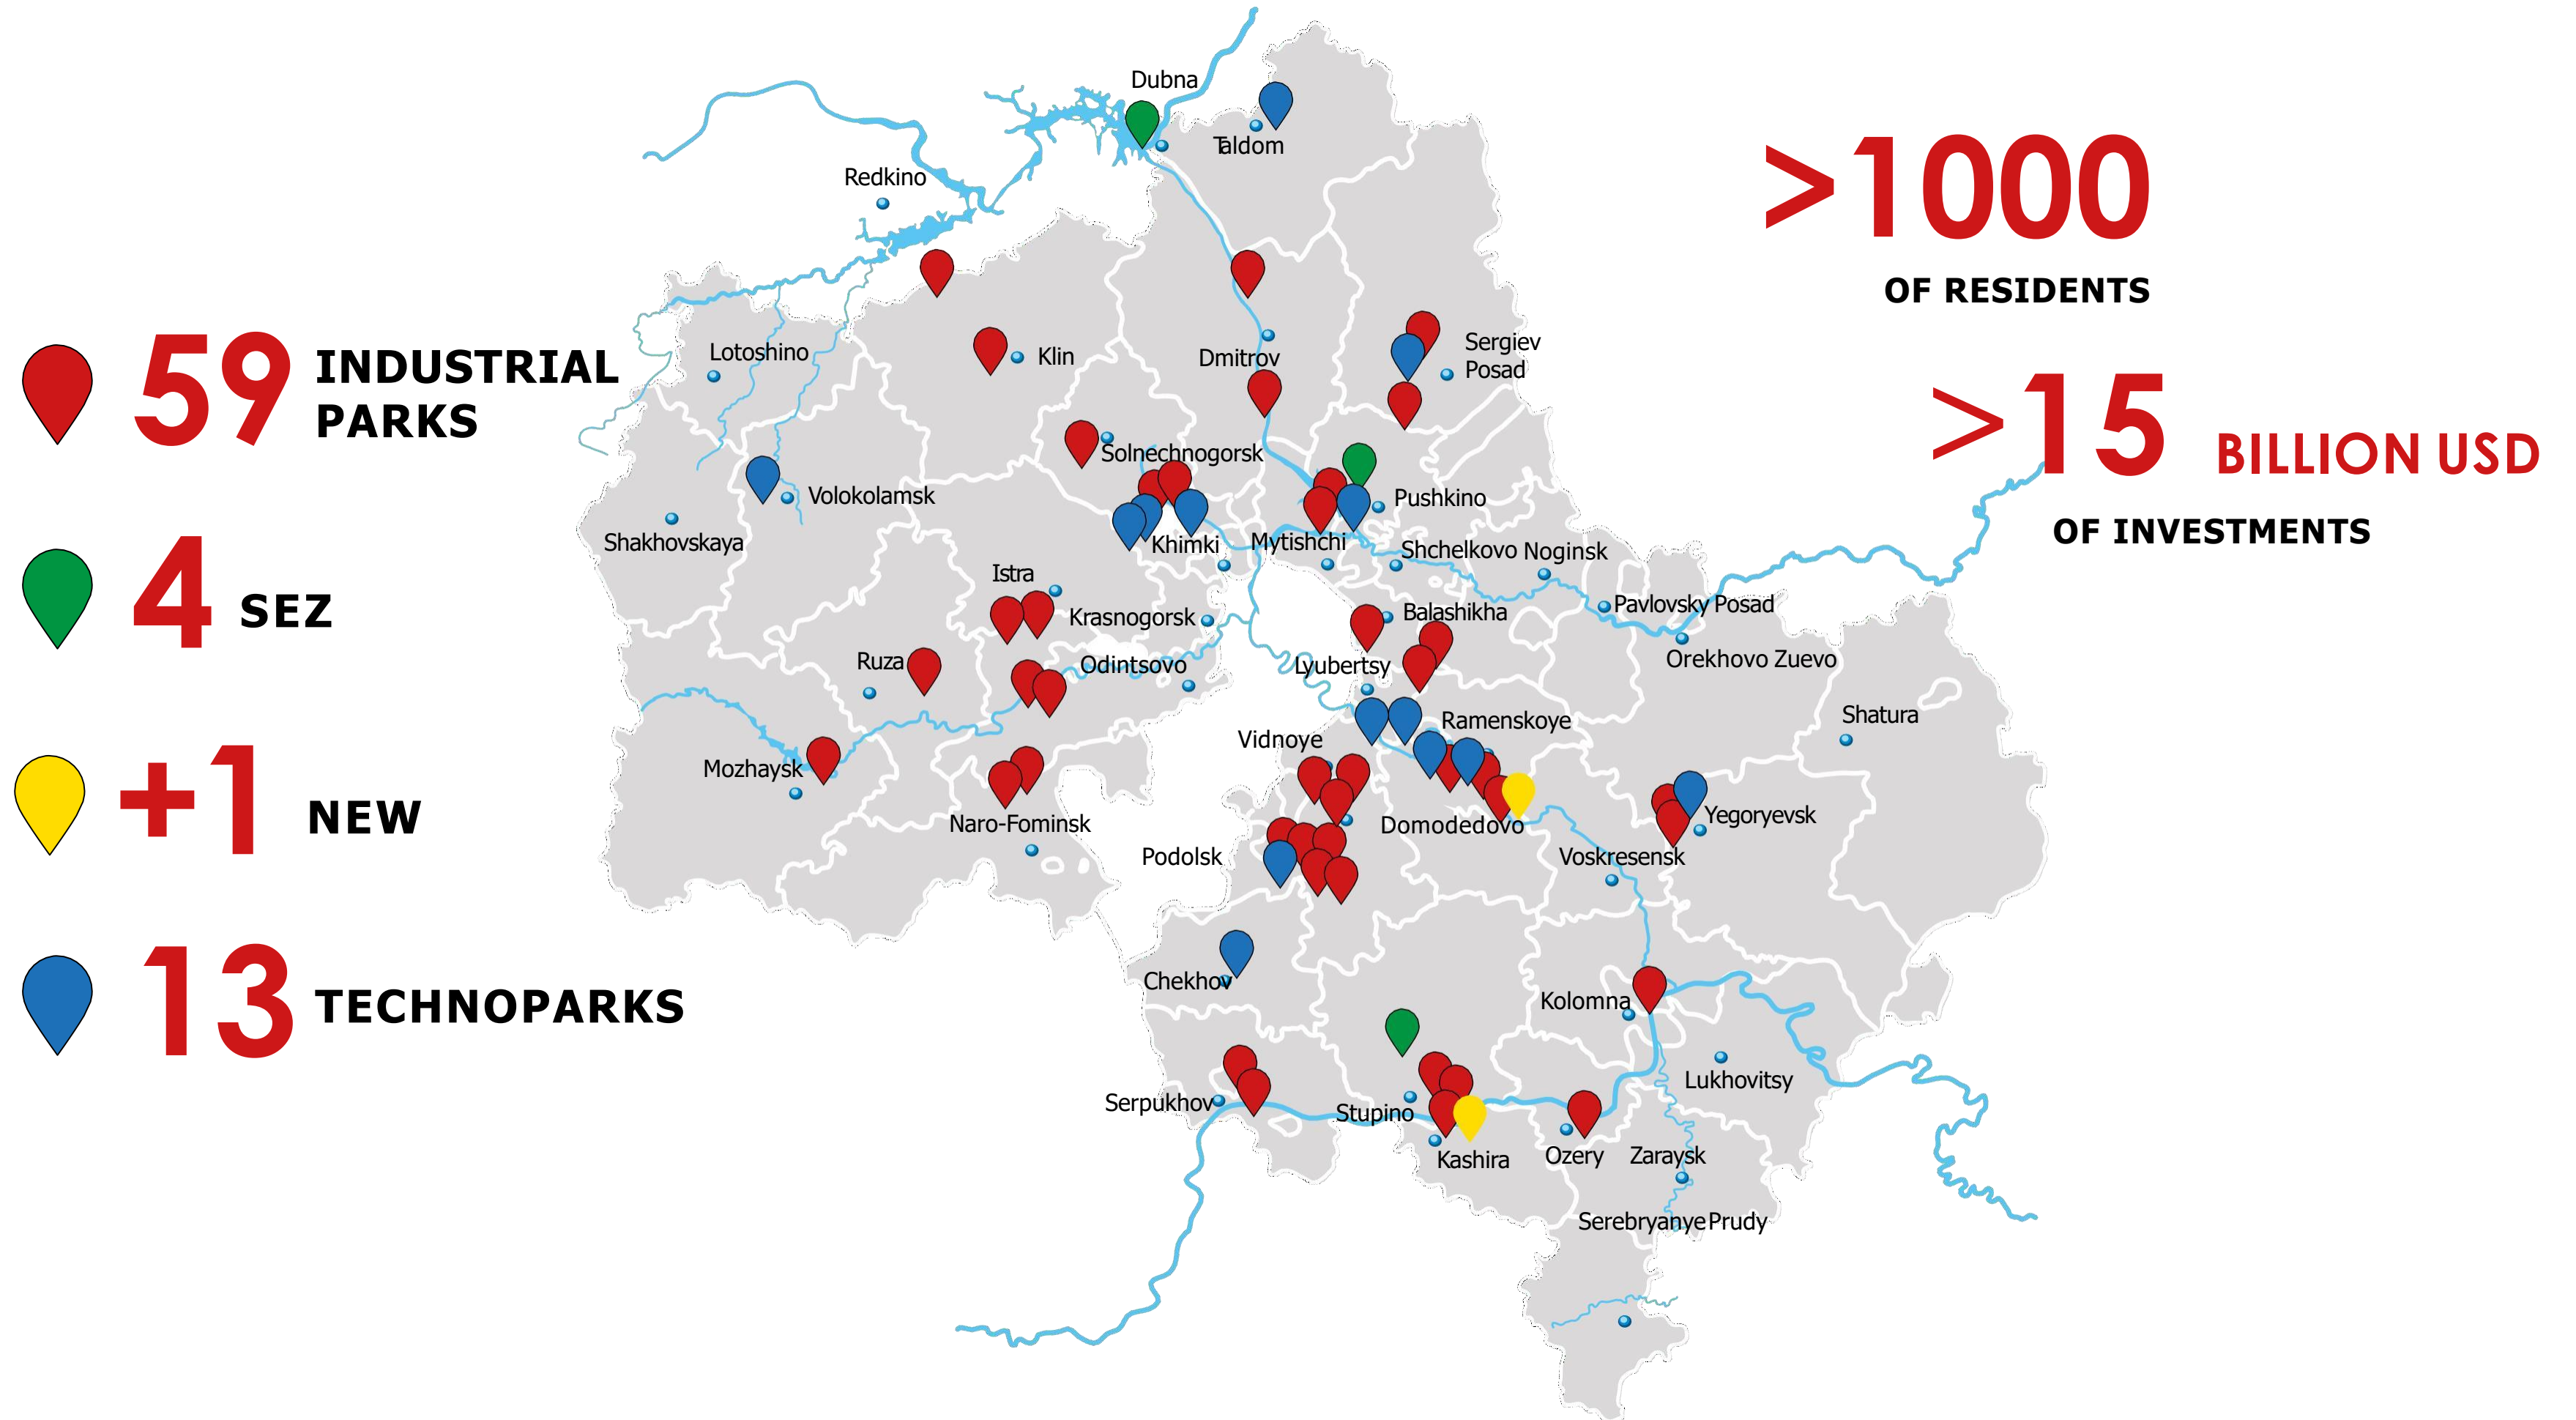 59 INDUSTRIAL
PARKS
4 SEZ
+1 NEW
13 TECHNOPARKS
>1000
OF RESIDENTS
>15 BILLION USD
OF INVESTMENTS
Dubna
Taldom
Redkino
Lotoshino
Klin
Dmitrov
Sergiev
Posad
Solnechnogorsk
Volokolamsk
Pushkino
Shakhovskaya
Khimki
Mytishchi
Shchelkovo
Noginsk
Istra
Krasnogorsk
Balashikha
Pavlovsky Posad
Ruza
Odintsovo
Lyubertsy
Orekhovo Zuevo
Ramenskoye
Shatura
Vidnoye
Mozhaysk
Naro-Fominsk
Domodedovo
Yegoryevsk
Podolsk
Voskresensk
Chekhov
Kolomna
Lukhovitsy
Serpukhov
Stupino
Kashira
Ozery
Zaraysk
Serebryanye Prudy